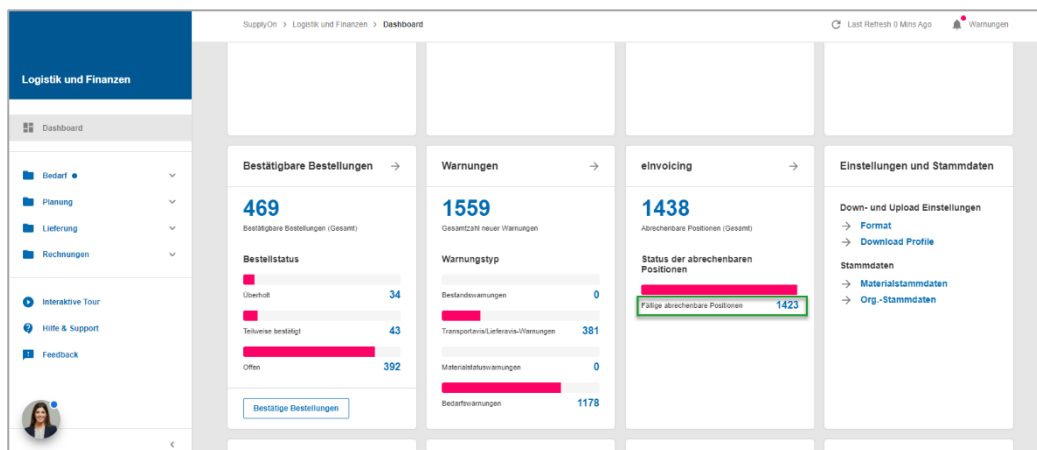 SupplyOn > Logistik und Finanzen > Dashboard
Last Refresh 0 Mins Ago
Warnungen
Logistik und Finanzen
Dashboard
Bedarf
Planung
Lieferung
Rechnungen
Interaktive Tour
Hilfe & Support
Feedback
Bestätigbare Bestellungen →
469
Bestätigbare Bestellungen (Gesamt)
Bestellstatus
Überholt 34
Teilweise bestätigt 43
Offen 392
Bestätige Bestellungen
Warnungen →
1559
Gesamtzahl neuer Warnungen
Warnungstyp
Bestandswarnungen 0
Transportavis/Lieferavis-Warnungen 381
Materialstatuswarnungen 0
Bedarfswarnungen 1178
eInvoicing →
1438
Abrechenbare Positionen (Gesamt)
Status der abrechenbaren
Positionen
Fällige abrechenbare Positionen 1423
Einstellungen und Stammdaten
Down- und Upload Einstellungen
→ Format
→ Download Profile
Stammdaten
→ Materialstammdaten
→ Org.-Stammdaten